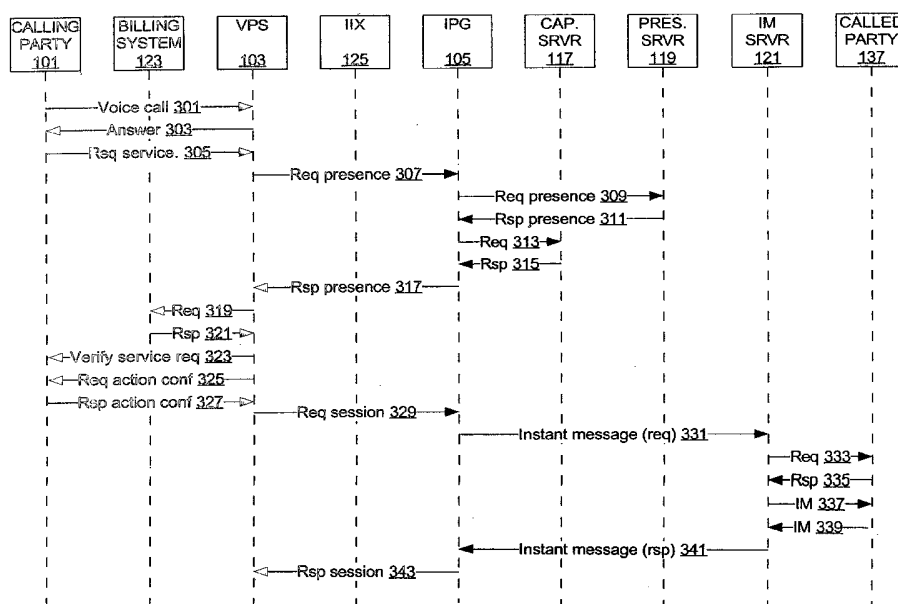 CALLING PARTY 101
BILLING SYSTEM 123
VPS 103
IIX 125
IPG 105
CAP. SRVR 117
PRES. SRVR 119
IM SRVR 121
CALLED PARTY 137
Voice call 301
Answer 303
Req service. 305
Req presence 307
Req presence 309
Rsp presence 311
Req 313
Rsp 315
Rsp presence 317
Req 319
Rsp 321
Verify service req 323
Req action conf 325
Rsp action conf 327
Req session 329
Instant message (req) 331
Req 333
Rsp 335
IM 337
IM 339
Instant message (rsp) 341
Rsp session 343